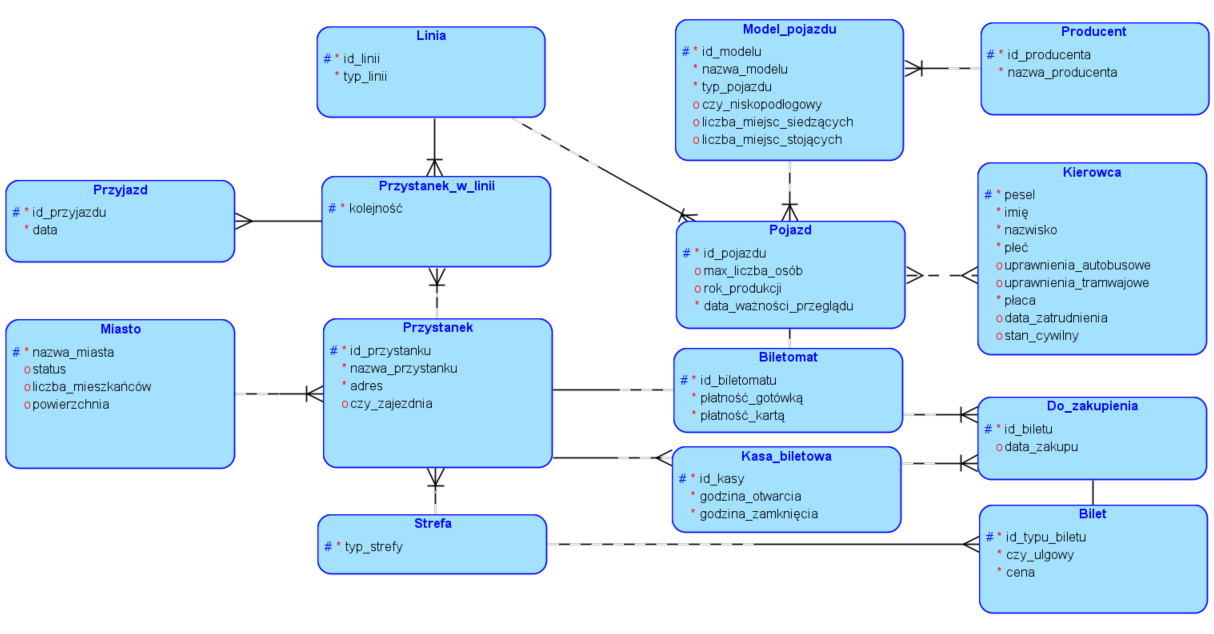 Linia
# * id_linii
* typ_linii
Model_pojazdu
# * id_modelu
* nazwa_modelu
* typ_pojazdu
o czy_niskopodłogowy
o liczba_miejsc_siedzących
o liczba_miejsc_stojących
Producent
# * id_producenta
* nazwa_producenta
Przyjazd
# * id_przyjazdu
* data
Przystanek_w_linii
# * kolejność
Pojazd
# * id_pojazdu
o max_liczba_osób
o rok_produkcji
* data_ważności_przeglądu
Kierowca
# * pesel
* imię
* nazwisko
* płeć
o uprawnienia_autobusowe
o uprawnienia_tramwajowe
* płaca
o data_zatrudnienia
o stan_cywilny
Miasto
# * nazwa_miasta
o status
o liczba_mieszkańców
o powierzchnia
Przystanek
# * id_przystanku
* nazwa_przystanku
* adres
o czy_zajezdnia
Biletomat
# * id_biletomatu
* płatność_gotówką
* płatność_kartą
Do_zakupienia
# * id_biletu
o data_zakupu
Kasa_biletowa
# * id_kasy
* godzina_otwarcia
* godzina_zamknięcia
Strefa
# * typ_strefy
Bilet
# * id_typu_biletu
* czy_ulgowy
* cena